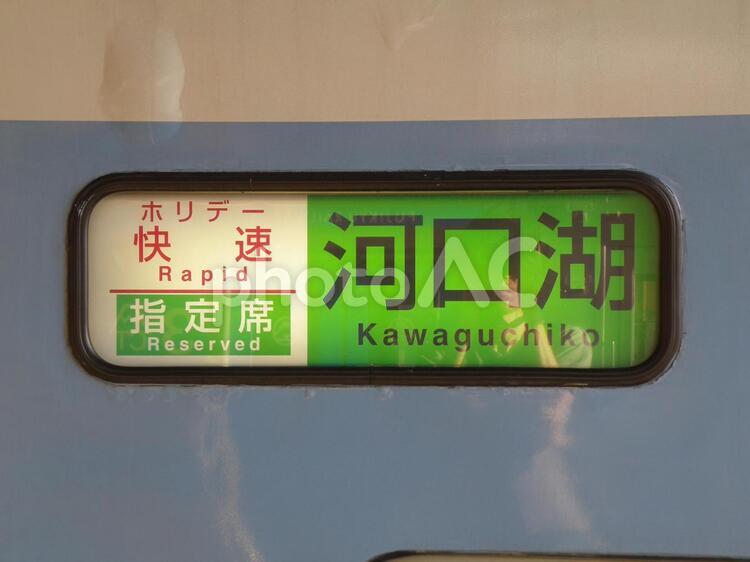 ホリデー
快速
Rapid
指定席
Reserved
河口湖
Kawaguchiko
photoAC